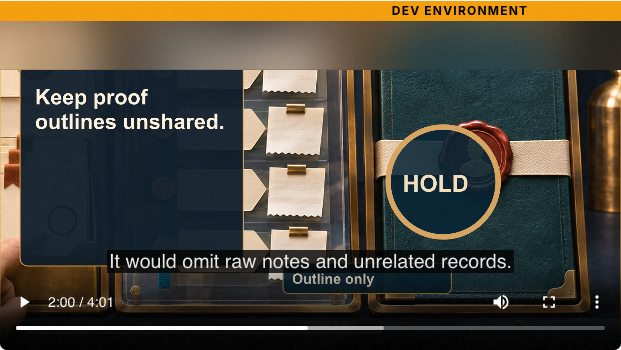 DEV ENVIRONMENT
Keep proof
outlines unshared.
HOLD
It would omit raw notes and unrelated records.
Outline only
2:00 / 4:01